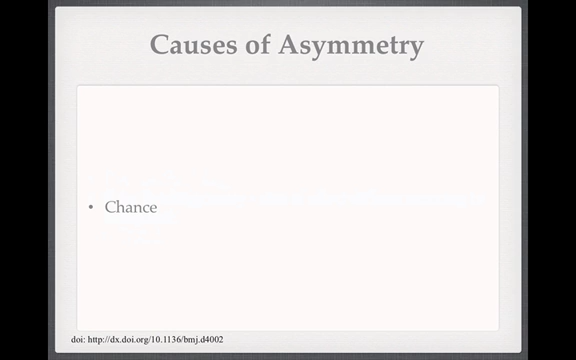 Causes of Asymmetry
• Chance
doi: http://dx.doi.org/10.1136/bmj.d4002